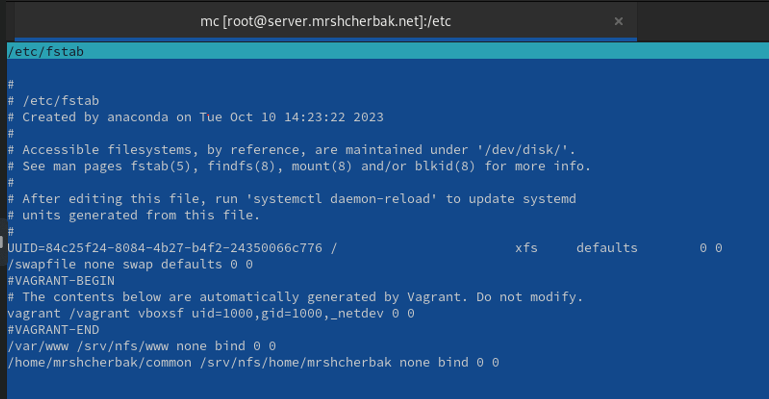 mc [root@server.mrshcherbak.net]:/etc
/etc/fstab
#
# /etc/fstab
# Created by anaconda on Tue Oct 10 14:23:22 2023
#
# Accessible filesystems, by reference, are maintained under '/dev/disk/'.
# See man pages fstab(5), findfs(8), mount(8) and/or blkid(8) for more info.
#
# After editing this file, run 'systemctl daemon-reload' to update systemd
# units generated from this file.
#
UUID=84c25f24-8084-4b27-b4f2-24350066c776 /                       xfs     defaults        0 0
/swapfile none swap defaults 0 0
#VAGRANT-BEGIN
# The contents below are automatically generated by Vagrant. Do not modify.
vagrant /vagrant vboxsf uid=1000,gid=1000,_netdev 0 0
#VAGRANT-END
/var/www /srv/nfs/www none bind 0 0
/home/mrshcherbak/common /srv/nfs/home/mrshcherbak none bind 0 0